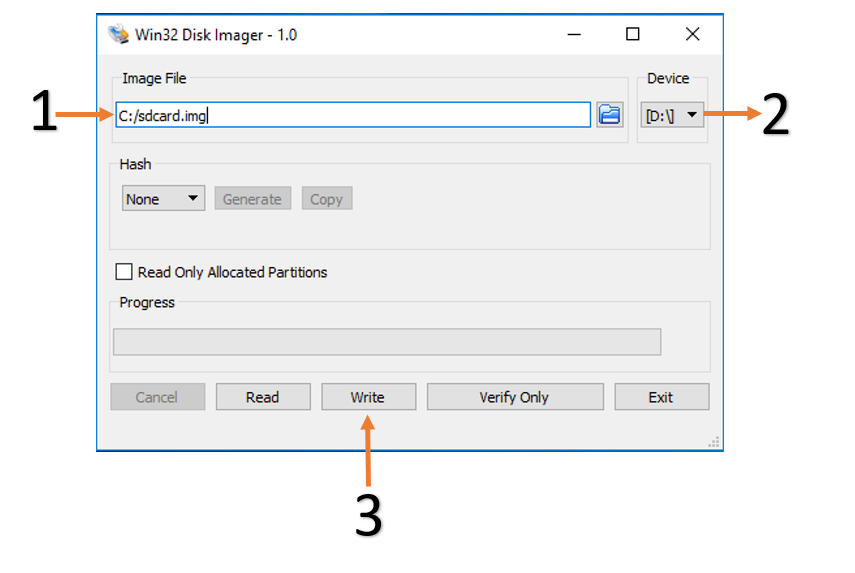 Win32 Disk Imager - 1.0
Image File
Device
1
C:/sdcard.img
[D:\]
2
Hash
None
Generate
Copy
Read Only Allocated Partitions
Progress
Cancel
Read
Write
Verify Only
Exit
3